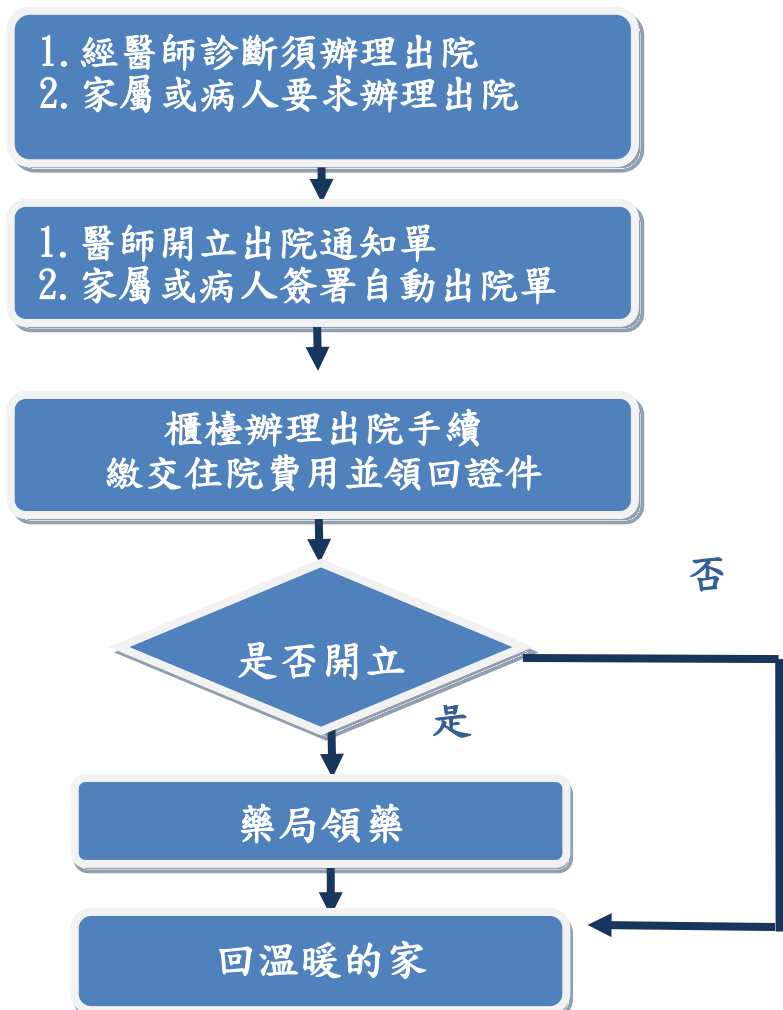 1.經醫師診斷須辦理出院
2.家屬或病人要求辦理出院
1.醫師開立出院通知單
2.家屬或病人簽署自動出院單
櫃檯辦理出院手續
繳交住院費用並領回證件
否
是否開立
是
藥局領藥
回溫暖的家